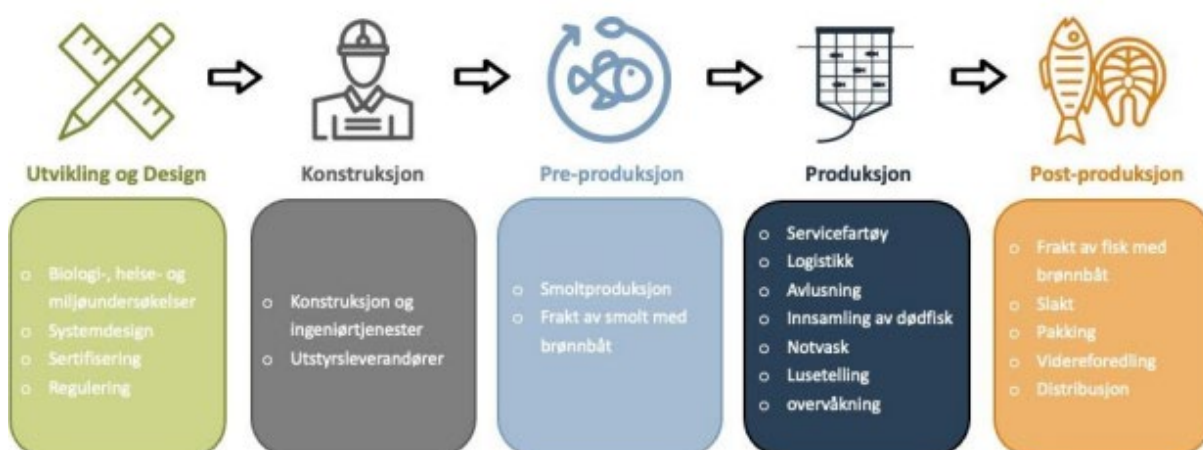 Utvikling og Design
Konstruksjon
Pre-produksjon
Produksjon
Post-produksjon
o Biologi-, helse- og
miljøundersøkelser
o Systemdesign
o Sertifisering
o Regulering
o Konstruksjon og
ingeniørtjenester
o Utstyrsleverandører
o Smoltproduksjon
o Frakt av smolt med
brønnbåt
o Servicefartøy
o Logistikk
o Avlusning
o Innsamling av dødfisk
o Notvask
o Lusetelling
o overvåkning
o Frakt av fisk med
brønnbåt
o Slakt
o Pakking
o Videreforedling
o Distribusjon